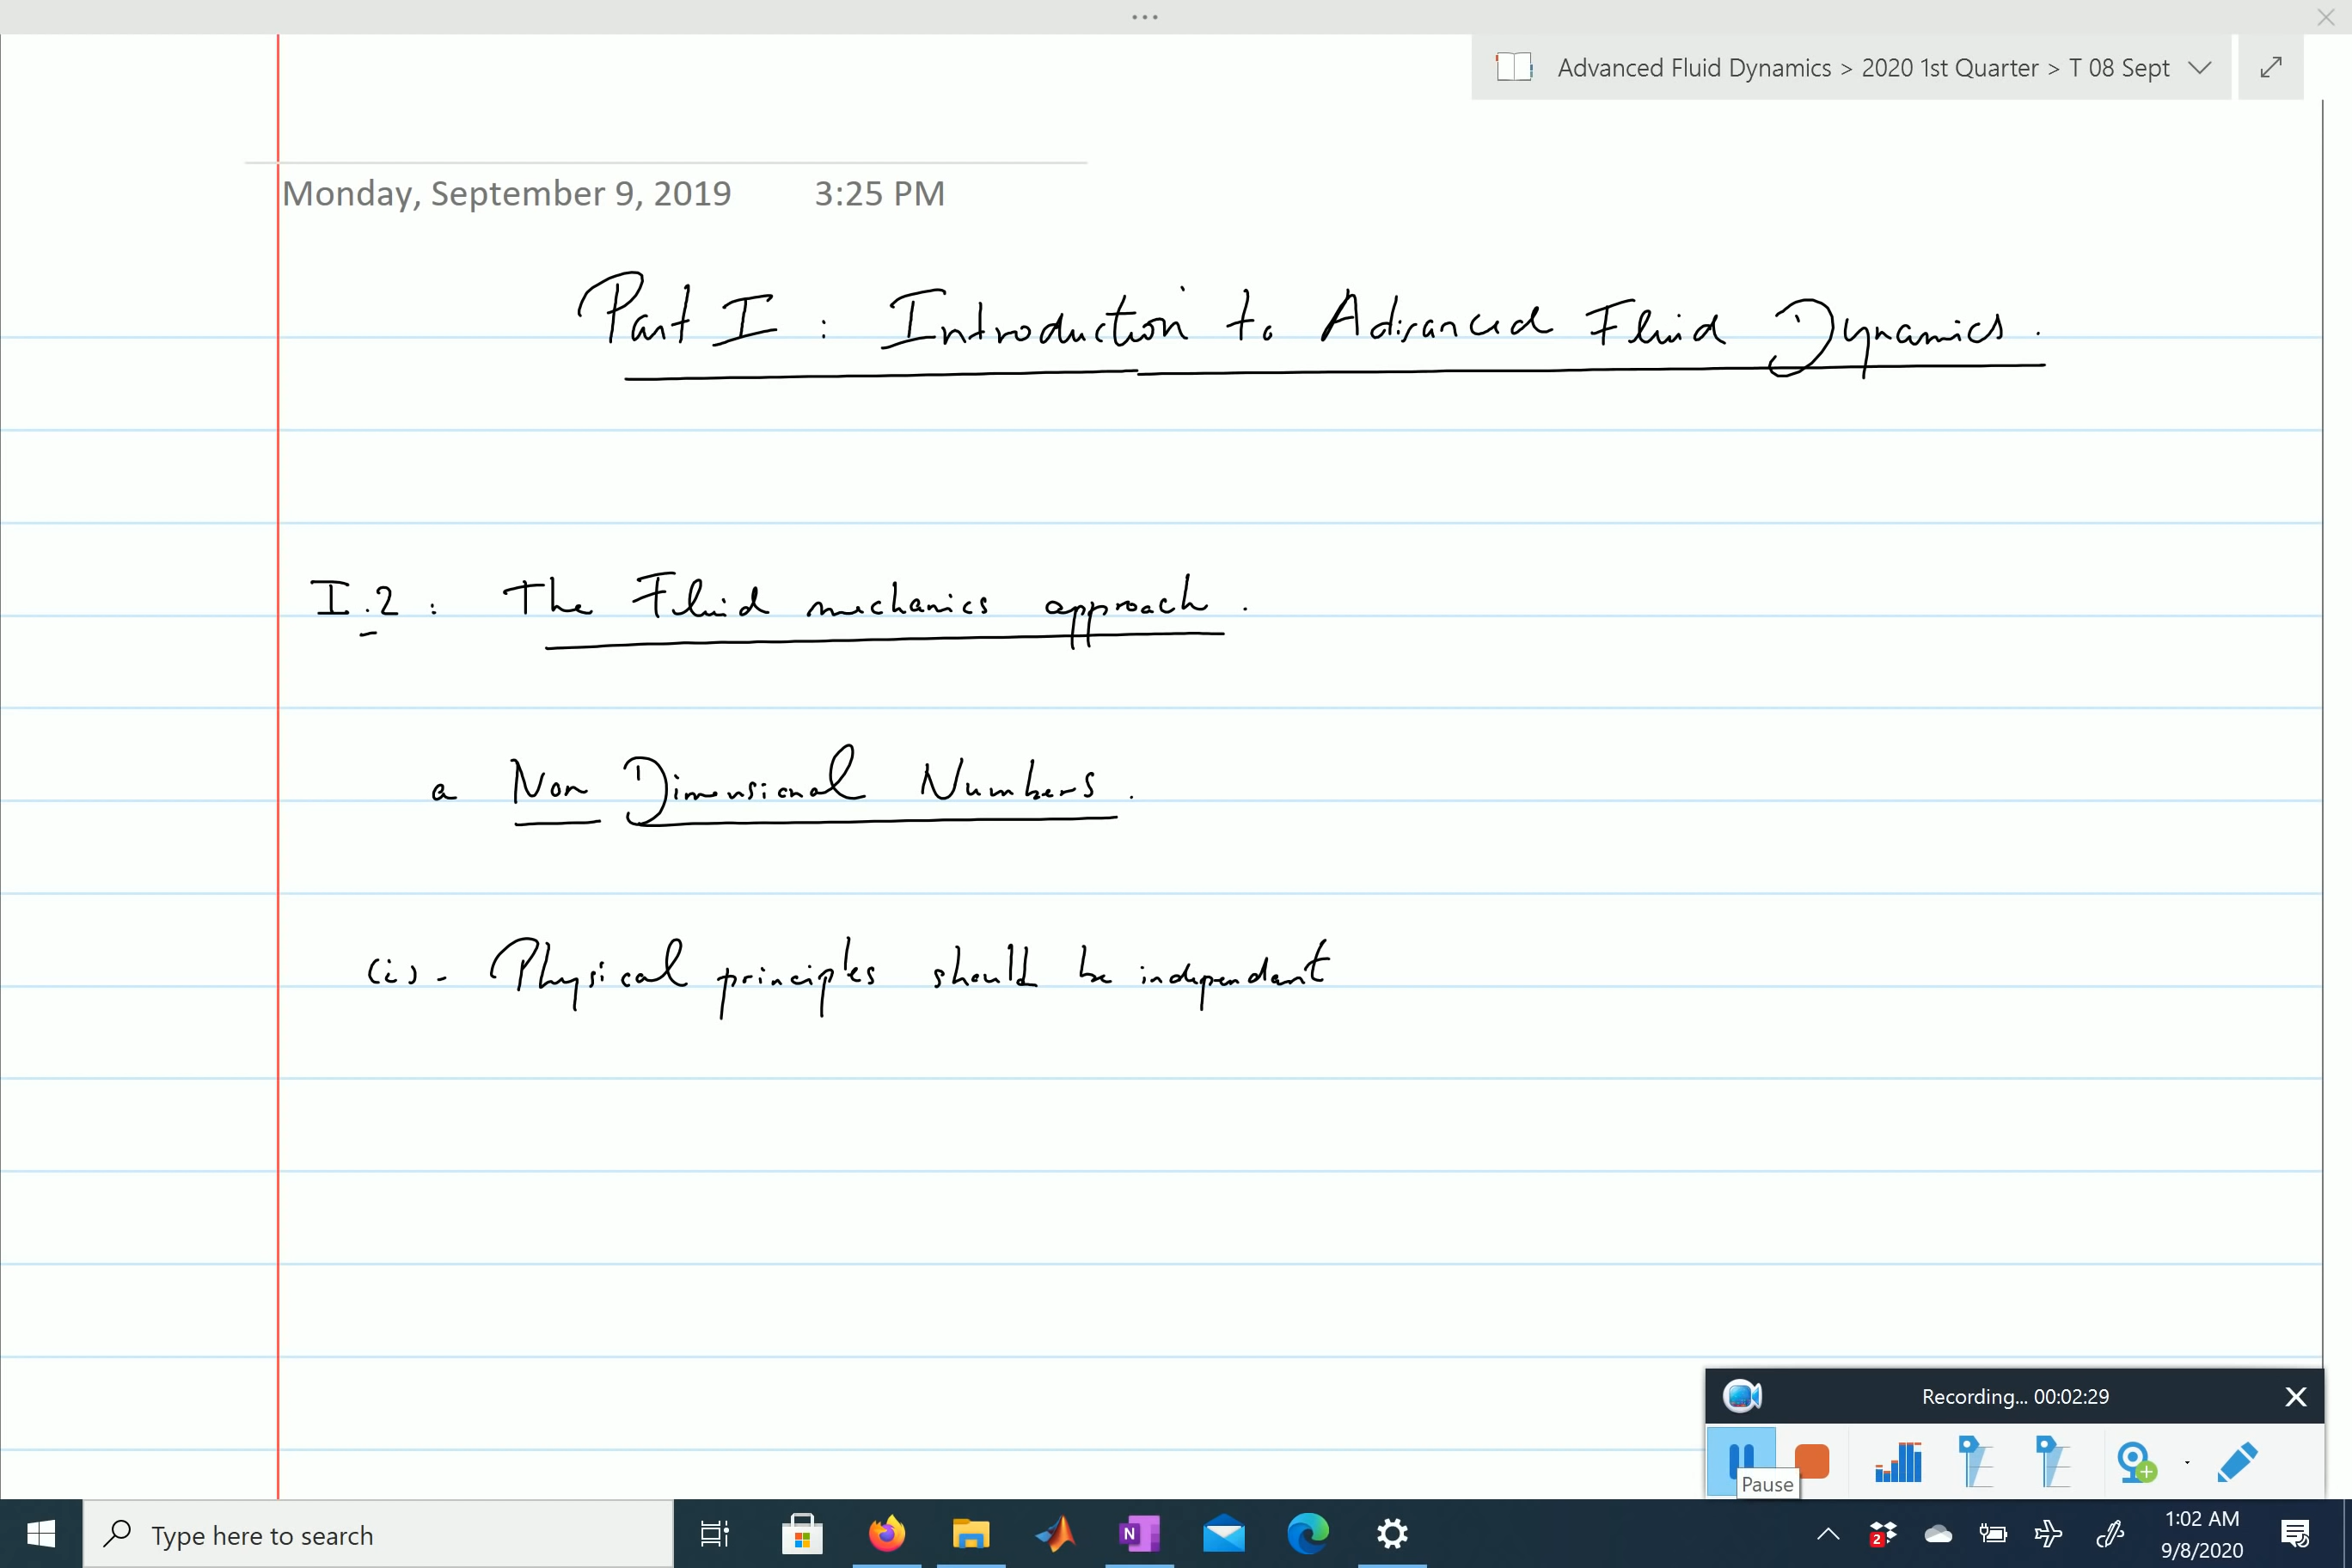 Advanced Fluid Dynamics > 2020 1st Quarter > T 08 Sept
Monday, September 9, 2019 3:25 PM
Part I : Introduction to Advanced Fluid Dynamics.
I.2 : The Fluid mechanics approach.
a Non Dimensional Numbers.
(i) - Physical principles should be independant
Recording... 00:02:29
Pause
Type here to search
N
2
1:02 AM
9/8/2020